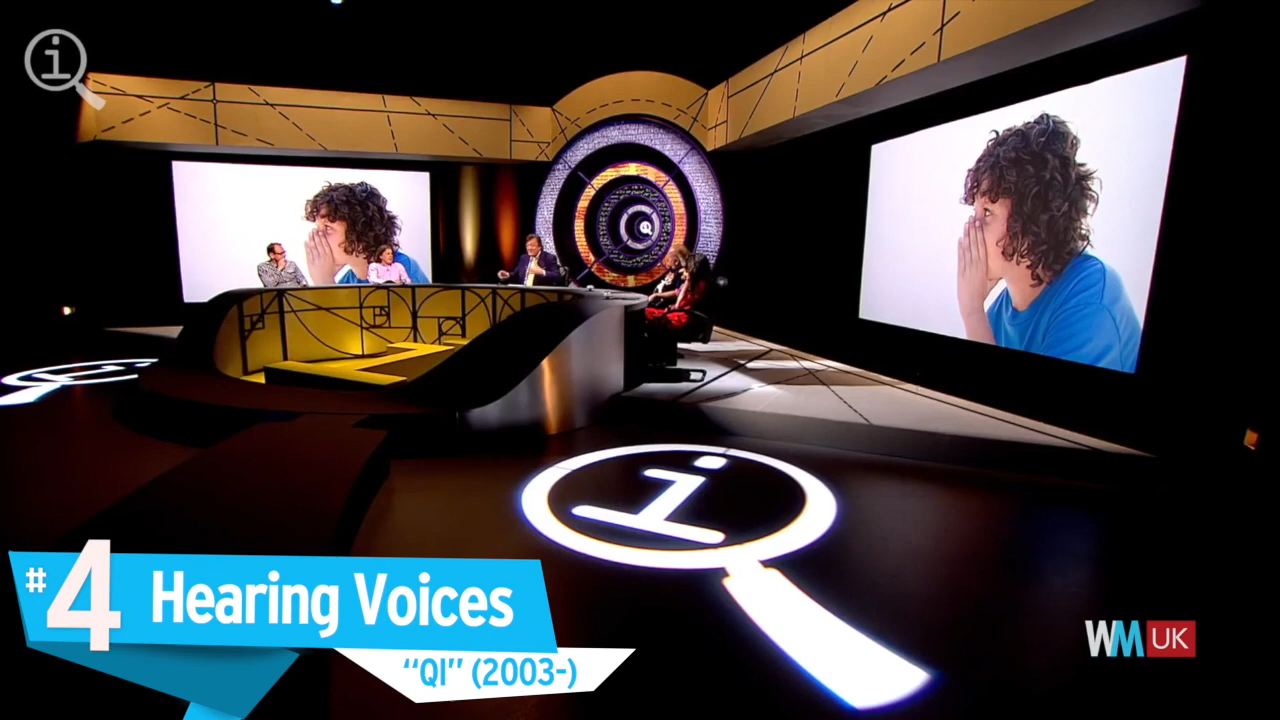 i
i
#4 Hearing Voices
“QI” (2003-)
WM UK